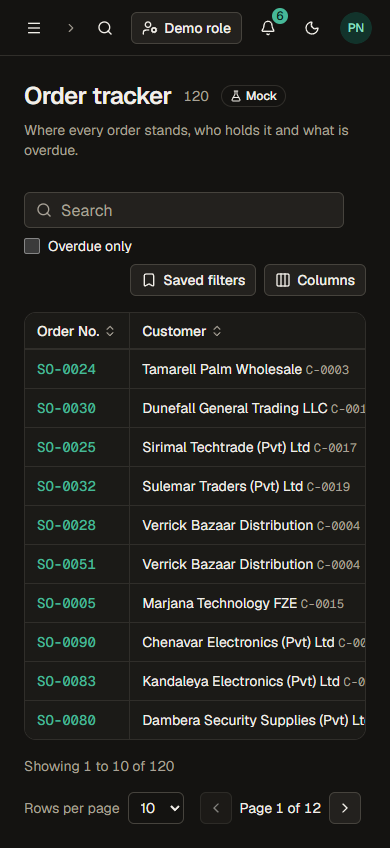 Demo role
6
PN
Order tracker 120 Mock
Where every order stands, who holds it and what is
overdue.
Search
Overdue only
Saved filters Columns
Order No. Customer
SO-0024 Tamarell Palm Wholesale C-0003
SO-0030 Dunefall General Trading LLC C-001
SO-0025 Sirimal Techtrade (Pvt) Ltd C-0017
SO-0032 Sulemar Traders (Pvt) Ltd C-0019
SO-0028 Verrick Bazaar Distribution C-0004
SO-0051 Verrick Bazaar Distribution C-0004
SO-0005 Marjana Technology FZE C-0015
SO-0090 Chenavar Electronics (Pvt) Ltd C-00
SO-0083 Kandaleya Electronics (Pvt) Ltd C-0
SO-0080 Dambera Security Supplies (Pvt) Lt
Showing 1 to 10 of 120
Rows per page 10 Page 1 of 12